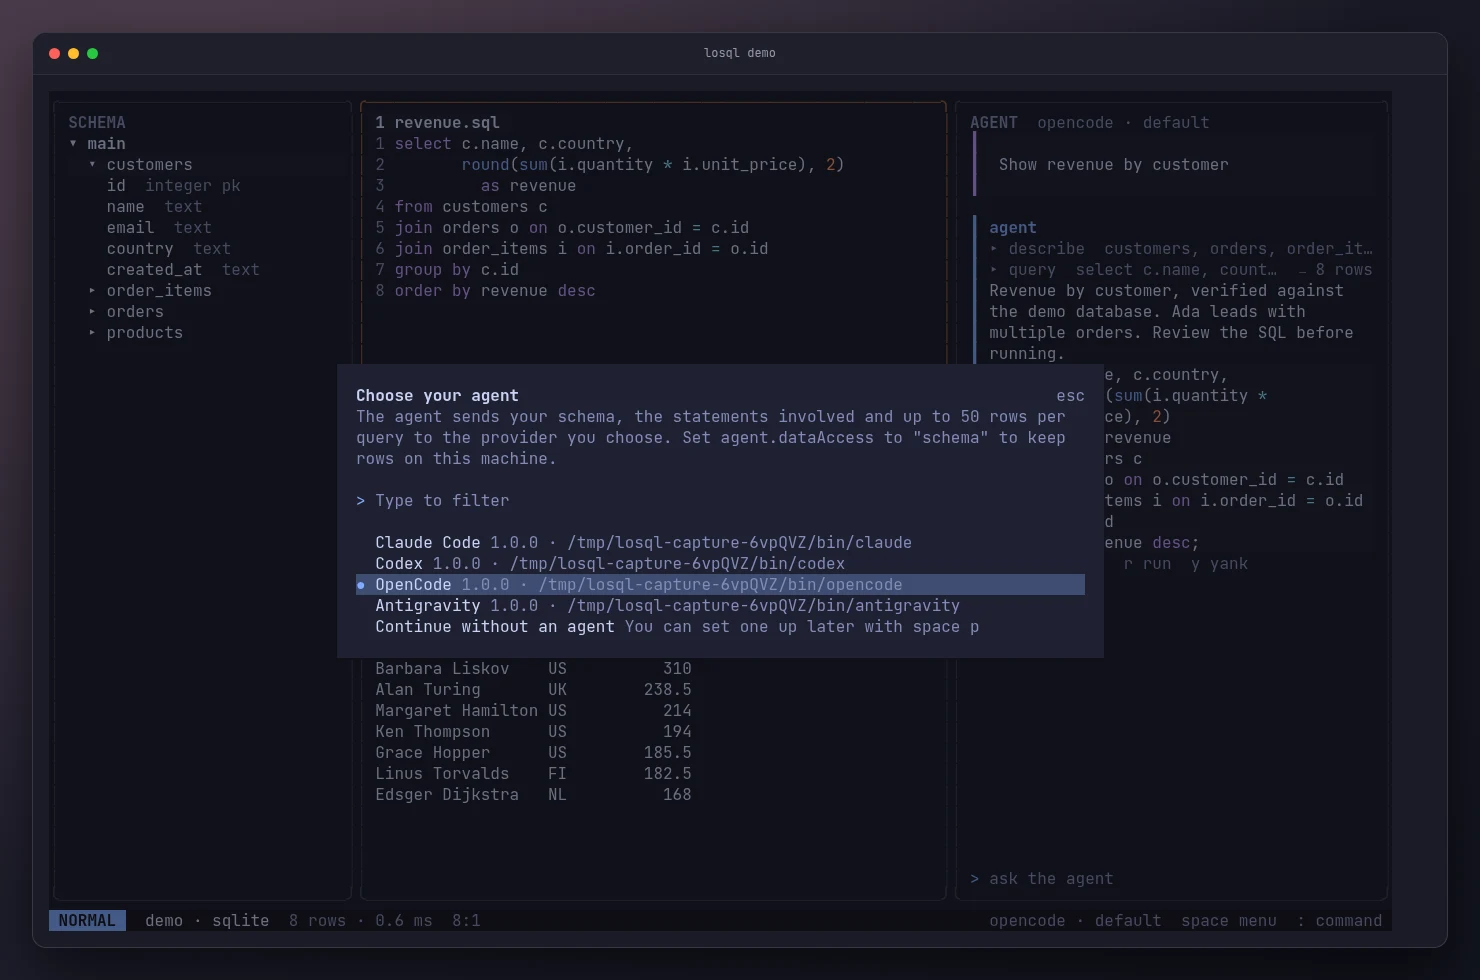 losql demo
SCHEMA
▾ main
▾ customers
id integer pk
name text
email text
country text
created_at text
▸ order_items
▸ orders
▸ products
1 revenue.sql
1 select c.name, c.country,
2 round(sum(i.quantity * i.unit_price), 2)
3 as revenue
4 from customers c
5 join orders o on o.customer_id = c.id
6 join order_items i on i.order_id = o.id
7 group by c.id
8 order by revenue desc
AGENT opencode · default
Show revenue by customer
agent
▸ describe customers, orders, order_it…
▸ query select c.name, count… — 8 rows
Revenue by customer, verified against
the demo database. Ada leads with
multiple orders. Review the SQL before
running.
e, c.country,
(sum(i.quantity *
ce), 2)
revenue
rs c
o on o.customer_id = c.id
tems i on i.order_id = o.id
d
enue desc;
r run y yank
Choose your agent esc
The agent sends your schema, the statements involved and up to 50 rows per
query to the provider you choose. Set agent.dataAccess to "schema" to keep
rows on this machine.
> Type to filter
Claude Code 1.0.0 · /tmp/losql-capture-6vpQVZ/bin/claude
Codex 1.0.0 · /tmp/losql-capture-6vpQVZ/bin/codex
● OpenCode 1.0.0 · /tmp/losql-capture-6vpQVZ/bin/opencode
Antigravity 1.0.0 · /tmp/losql-capture-6vpQVZ/bin/antigravity
Continue without an agent You can set one up later with space p
Barbara Liskov US 310
Alan Turing UK 238.5
Margaret Hamilton US 214
Ken Thompson US 194
Grace Hopper US 185.5
Linus Torvalds FI 182.5
Edsger Dijkstra NL 168
> ask the agent
NORMAL demo · sqlite 8 rows · 0.6 ms 8:1
opencode · default space menu : command